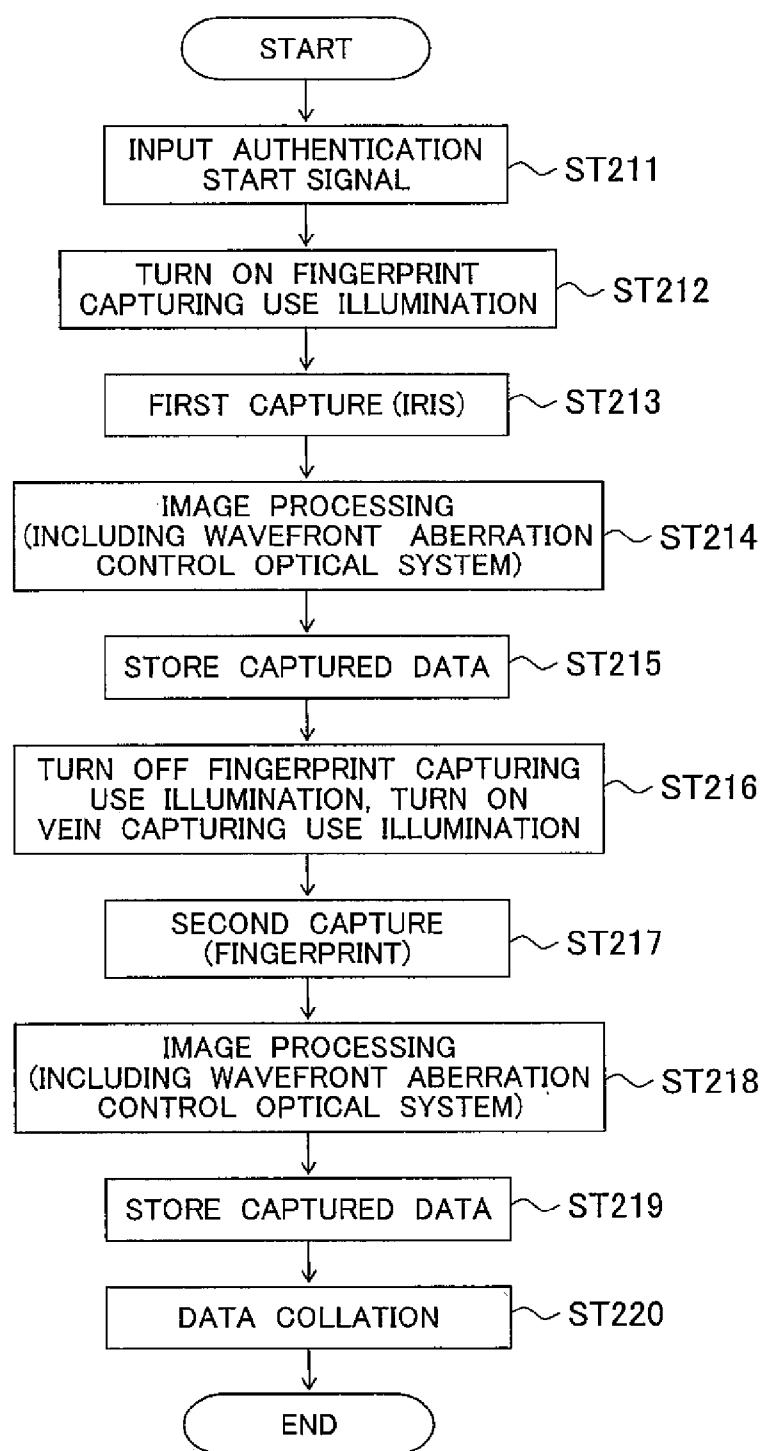 START
INPUT AUTHENTICATION
START SIGNAL
ST211
TURN ON FINGERPRINT
CAPTURING USE ILLUMINATION
ST212
FIRST CAPTURE (IRIS)
ST213
IMAGE PROCESSING
(INCLUDING WAVEFRONT ABERRATION
CONTROL OPTICAL SYSTEM)
ST214
STORE CAPTURED DATA
ST215
TURN OFF FINGERPRINT CAPTURING
USE ILLUMINATION, TURN ON
VEIN CAPTURING USE ILLUMINATION
ST216
SECOND CAPTURE
(FINGERPRINT)
ST217
IMAGE PROCESSING
(INCLUDING WAVEFRONT ABERRATION
CONTROL OPTICAL SYSTEM)
ST218
STORE CAPTURED DATA
ST219
DATA COLLATION
ST220
END